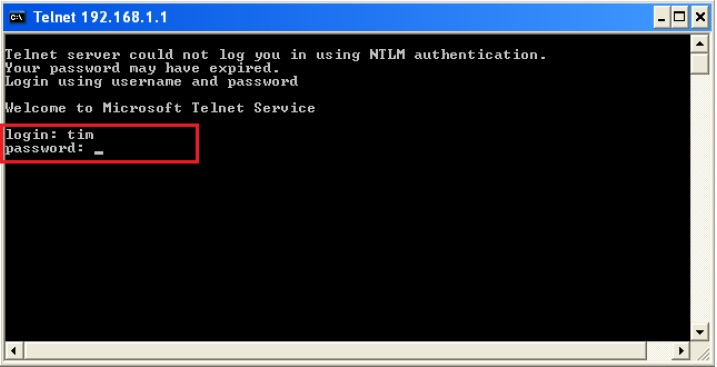 Telnet 192.168.1.1
Telnet server could not log you in using NTLM authentication.
Your password may have expired.
Login using username and password
Welcome to Microsoft Telnet Service
login: tim
password: _